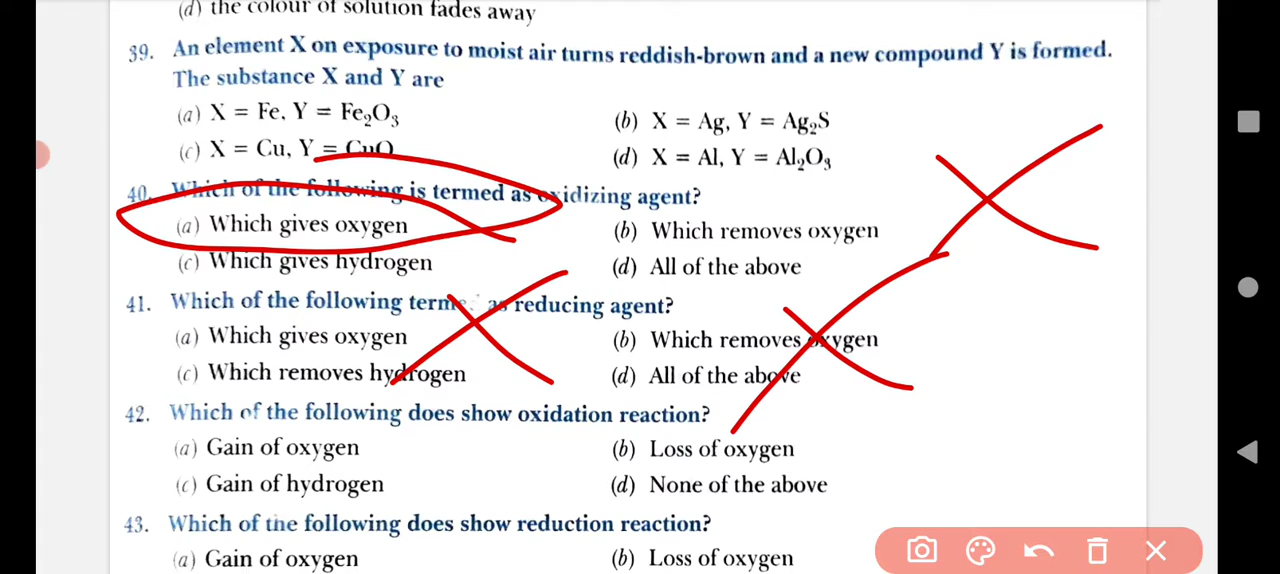 (d) the colour of solution fades away
39. An element X on exposure to moist air turns reddish-brown and a new compound Y is formed.
The substance X and Y are
(a) X = Fe, Y = Fe₂O₃
(b) X = Ag, Y = Ag₂S
(c) X = Cu, Y = CuO
(d) X = Al, Y = Al₂O₃
40. Which of the following is termed as oxidizing agent?
(a) Which gives oxygen
(b) Which removes oxygen
(c) Which gives hydrogen
(d) All of the above
41. Which of the following term as reducing agent?
(a) Which gives oxygen
(b) Which removes oxygen
(c) Which removes hydrogen
(d) All of the above
42. Which of the following does show oxidation reaction?
(a) Gain of oxygen
(b) Loss of oxygen
(c) Gain of hydrogen
(d) None of the above
43. Which of the following does show reduction reaction?
(a) Gain of oxygen
(b) Loss of oxygen